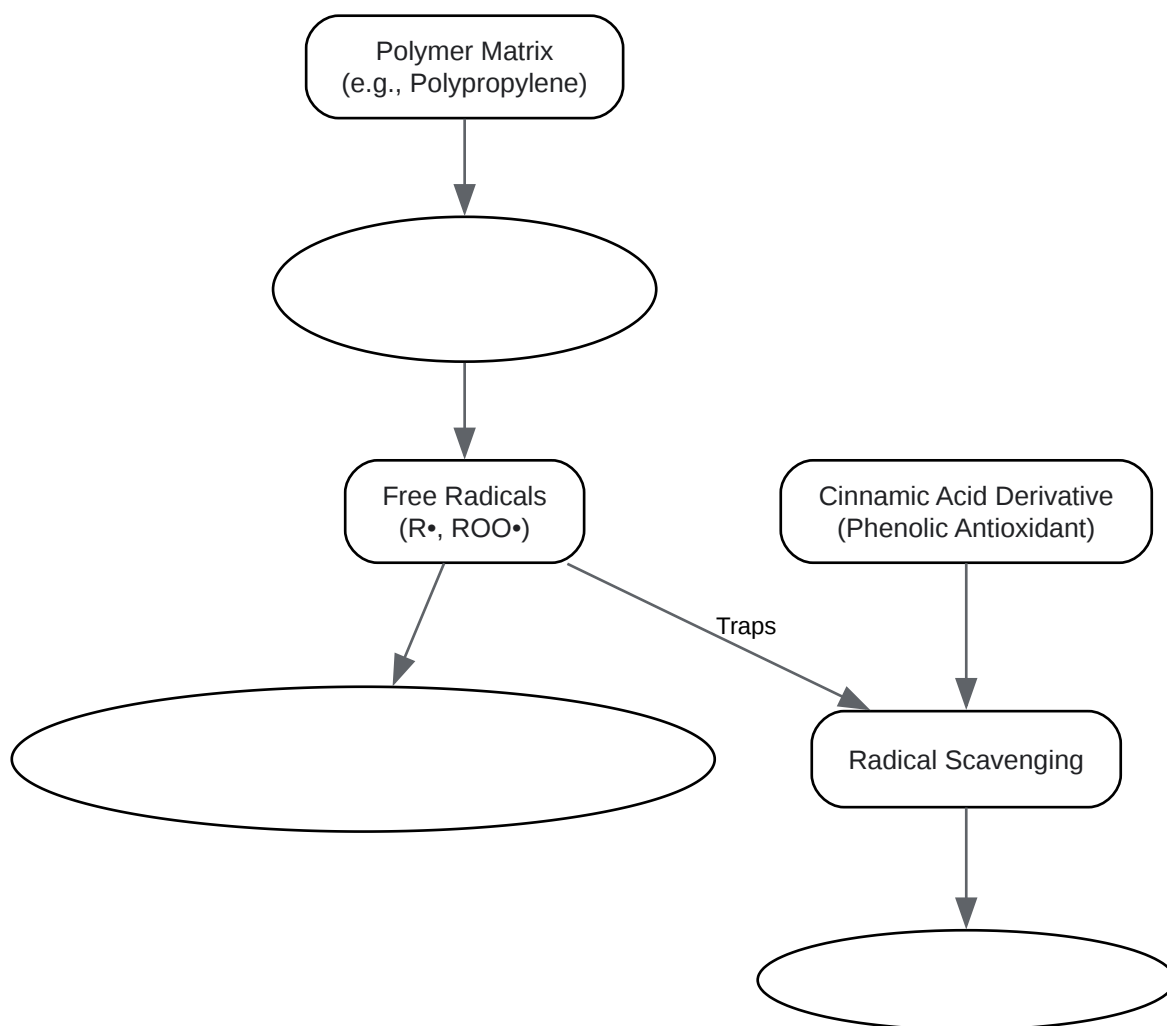 Polymer Matrix
(e.g., Polypropylene)
Free Radicals
(R•, ROO•)
Cinnamic Acid Derivative
(Phenolic Antioxidant)
Traps
Radical Scavenging